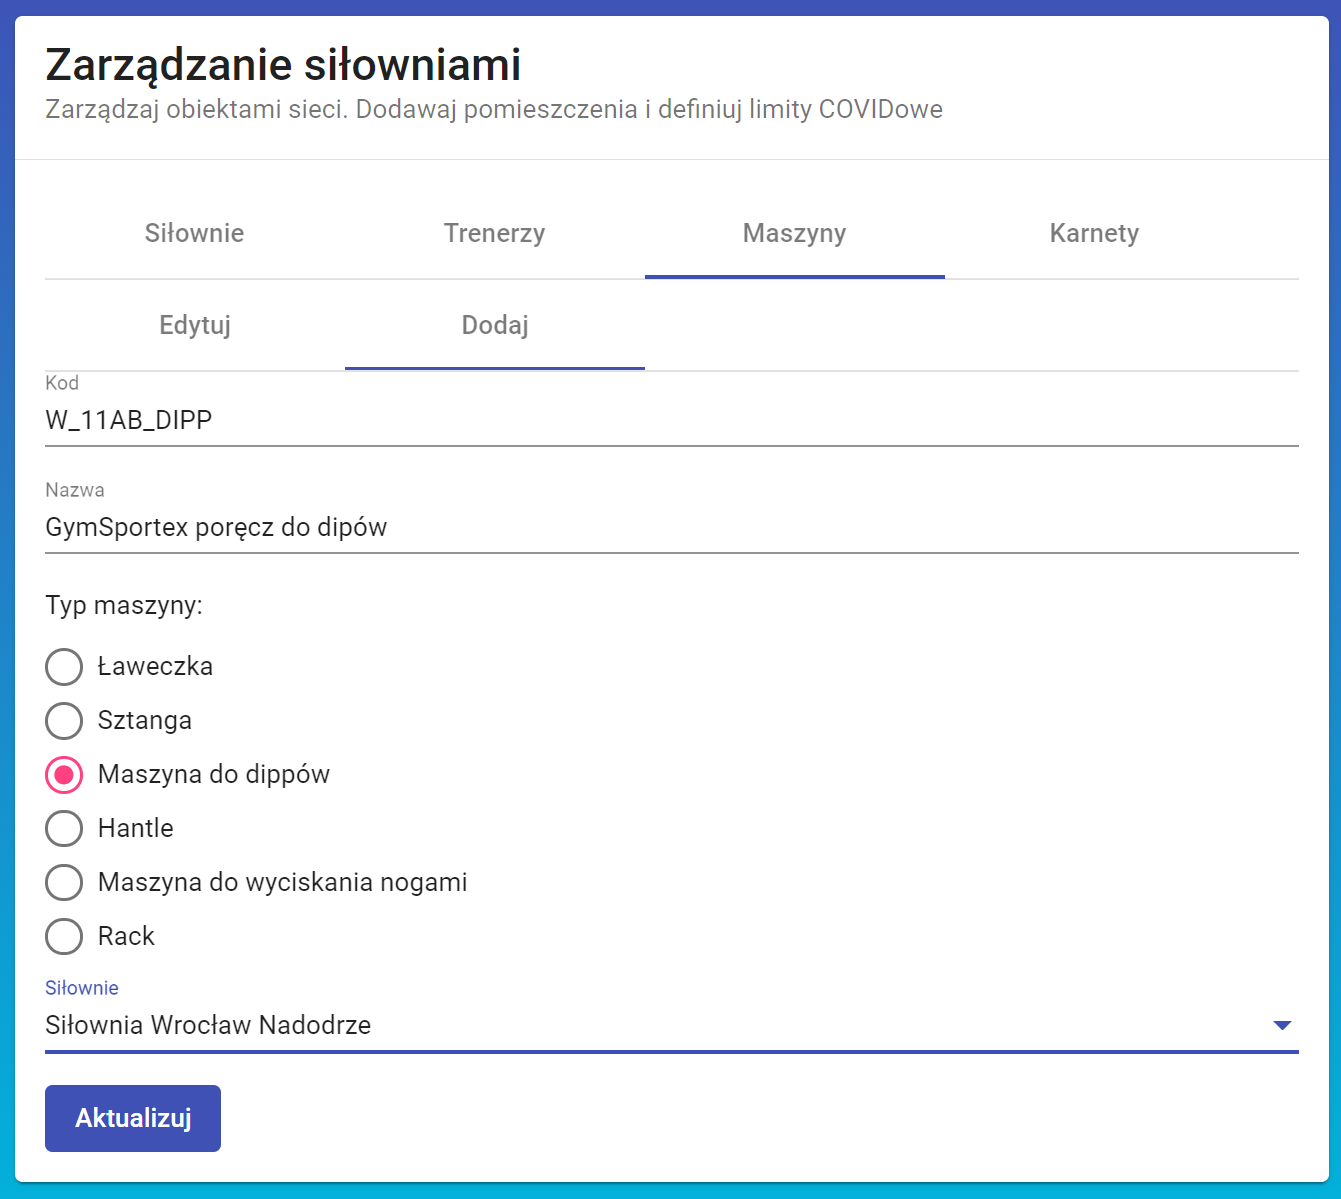 Zarządzanie siłowniami
Zarządzaj obiektami sieci. Dodawaj pomieszczenia i definiuj limity COVIDowe
Siłownie Trenerzy Maszyny Karnety
Edytuj Dodaj
Kod
W_11AB_DIPP
Nazwa
GymSportex poręcz do dipów
Typ maszyny:
Ławeczka
Sztanga
Maszyna do dippów
Hantle
Maszyna do wyciskania nogami
Rack
Siłownie
Siłownia Wrocław Nadodrze
Aktualizuj